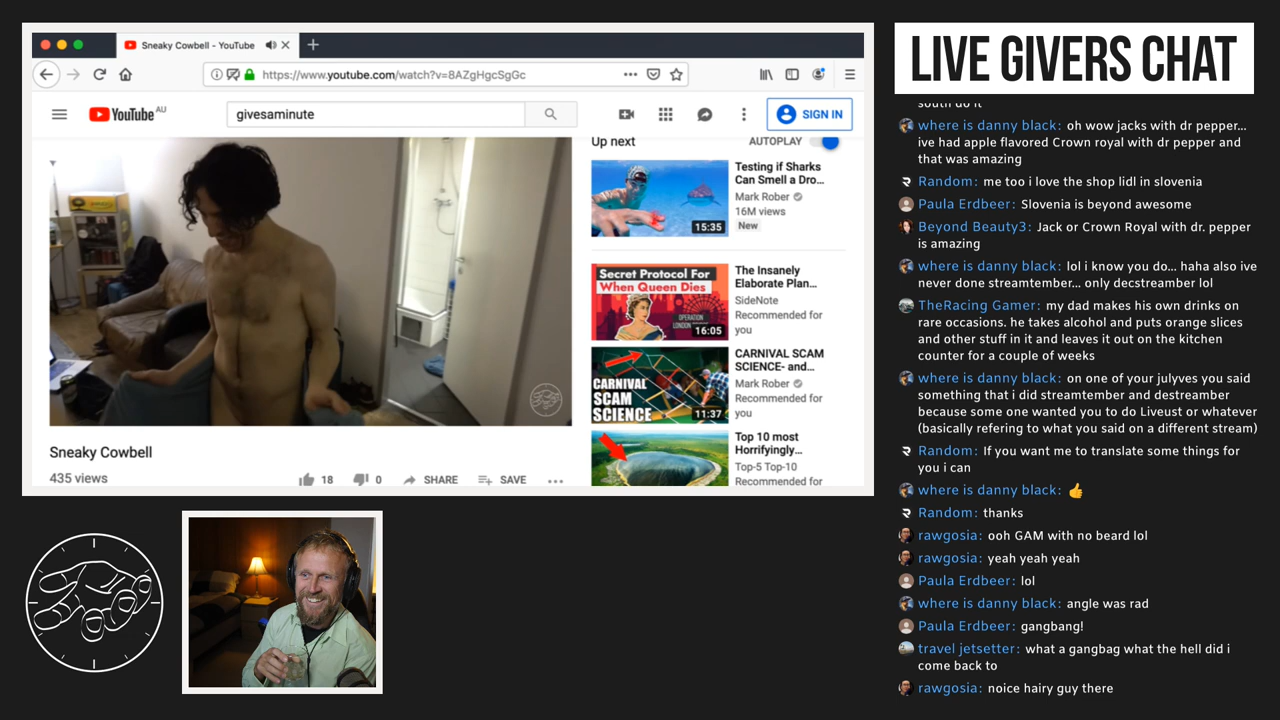 Sneaky Cowbell - YouTube
https://www.youtube.com/watch?v=8AZgHgcSgGc
YouTube AU
givesaminute
SIGN IN
Up next
AUTOPLAY
Testing if Sharks
Can Smell a Dro...
Mark Rober
16M views
New
15:35
Secret Protocol For
When Queen Dies
OPERATION
LONDON
16:05
The Insanely
Elaborate Plan...
SideNote
Recommended for
you
CARNIVAL
SCAM
SCIENCE
11:37
CARNIVAL SCAM
SCIENCE- and...
Mark Rober
Recommended for
you
Top 10 most
Horrifyingly...
Top-5 Top-10
Recommended for
Sneaky Cowbell
435 views
18
0
SHARE
SAVE
LIVE GIVERS CHAT
south do it
where is danny black: oh wow jacks with dr pepper...
ive had apple flavored Crown royal with dr pepper and
that was amazing
Random: me too i love the shop lidl in slovenia
Paula Erdbeer: Slovenia is beyond awesome
Beyond Beauty3: Jack or Crown Royal with dr. pepper
is amazing
where is danny black: lol i know you do... haha also ive
never done streamtember... only decstreamber lol
TheRacing Gamer: my dad makes his own drinks on
rare occasions. he takes alcohol and puts orange slices
and other stuff in it and leaves it out on the kitchen
counter for a couple of weeks
where is danny black: on one of your julyves you said
something that i did streamtember and destreamber
because some one wanted you to do Liveust or whatever
(basically refering to what you said on a different stream)
Random: If you want me to translate some things for
you i can
where is danny black: 👍
Random: thanks
rawgosia: ooh GAM with no beard lol
rawgosia: yeah yeah yeah
Paula Erdbeer: lol
where is danny black: angle was rad
Paula Erdbeer: gangbang!
travel jetsetter: what a gangbag what the hell did i
come back to
rawgosia: noice hairy guy there